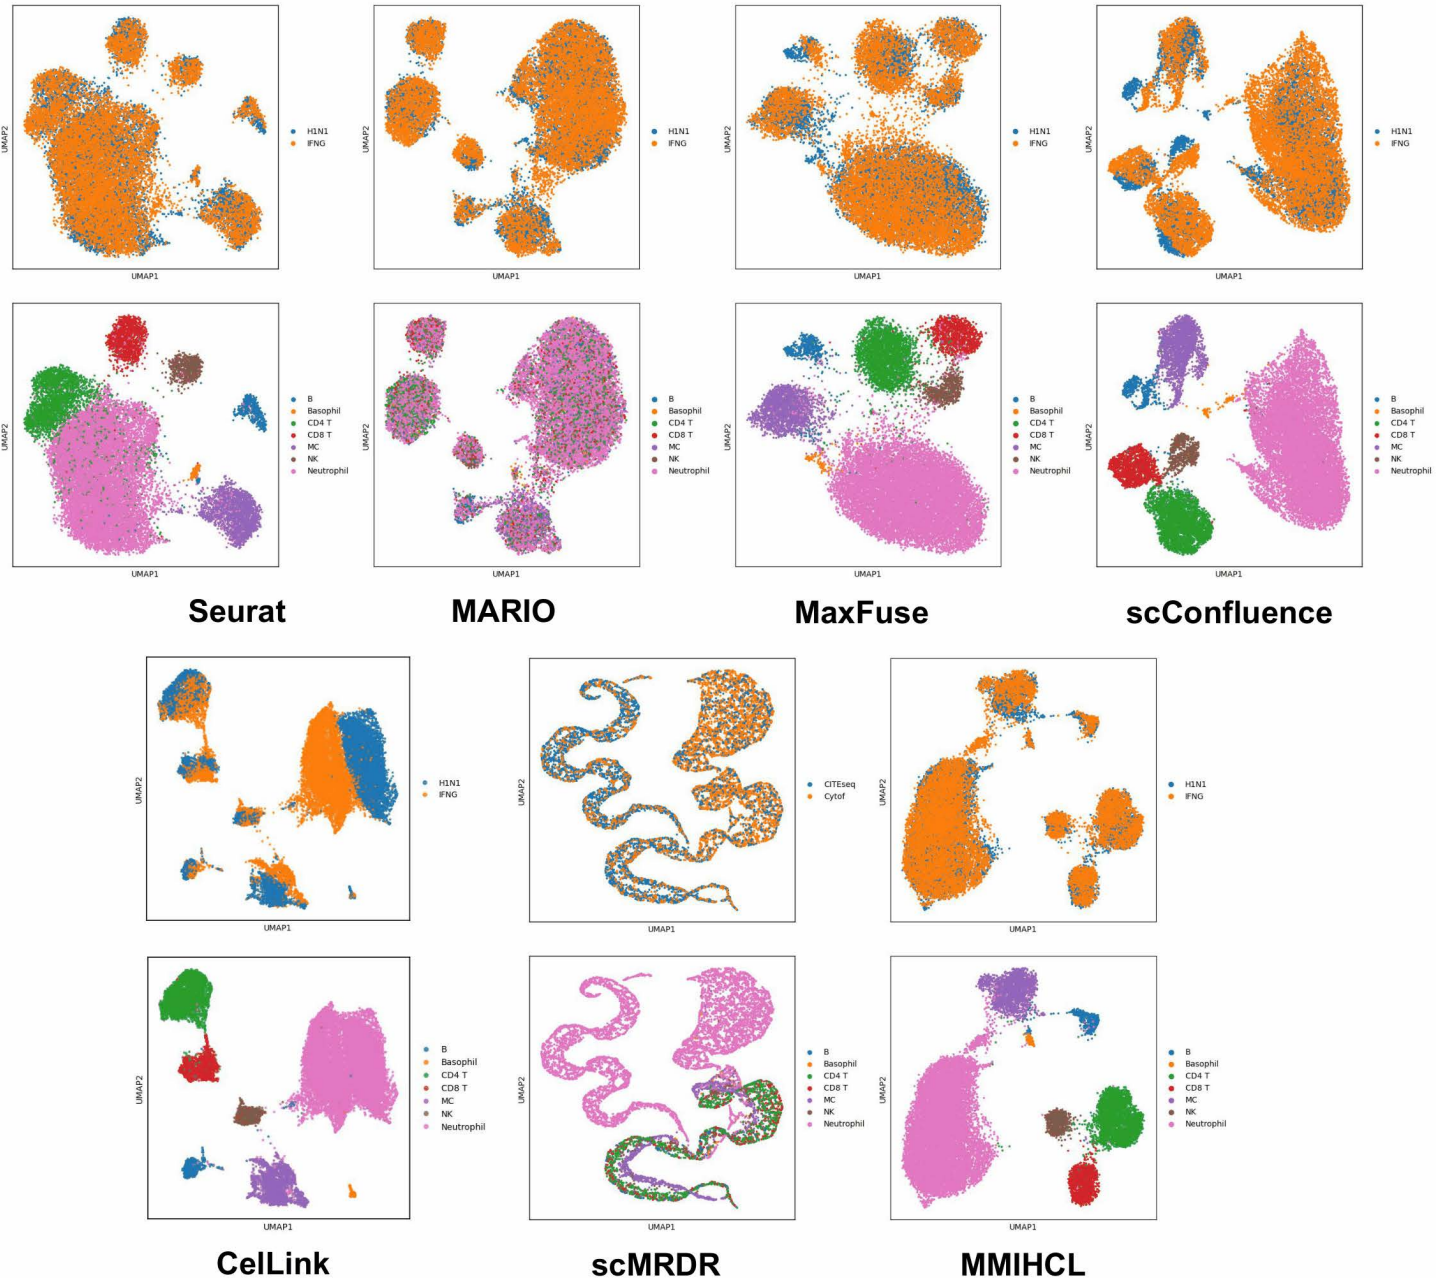 UMAP2
H1N1
IFNG
UMAP1
UMAP2
H1N1
IFNG
UMAP1
UMAP2
H1N1
IFNG
UMAP1
UMAP2
H1N1
IFNG
UMAP1
UMAP2
B
Basophil
CD4 T
CD8 T
MC
NK
Neutrophil
UMAP1
UMAP2
B
Basophil
CD4 T
CD8 T
MC
NK
Neutrophil
UMAP1
UMAP2
B
Basophil
CD4 T
CD8 T
MC
NK
Neutrophil
UMAP1
UMAP2
B
Basophil
CD4 T
CD8 T
MC
NK
Neutrophil
UMAP1
Seurat
MARIO
MaxFuse
scConfluence
UMAP2
H1N1
IFNG
UMAP1
UMAP2
CITEseq
Cytof
UMAP1
UMAP2
H1N1
IFNG
UMAP1
UMAP2
B
Basophil
CD4 T
CD8 T
MC
NK
Neutrophil
UMAP1
UMAP2
B
Basophil
CD4 T
CD8 T
MC
NK
Neutrophil
UMAP1
UMAP2
B
Basophil
CD4 T
CD8 T
MC
NK
Neutrophil
UMAP1
CelLink
scMRDR
MMIHCL